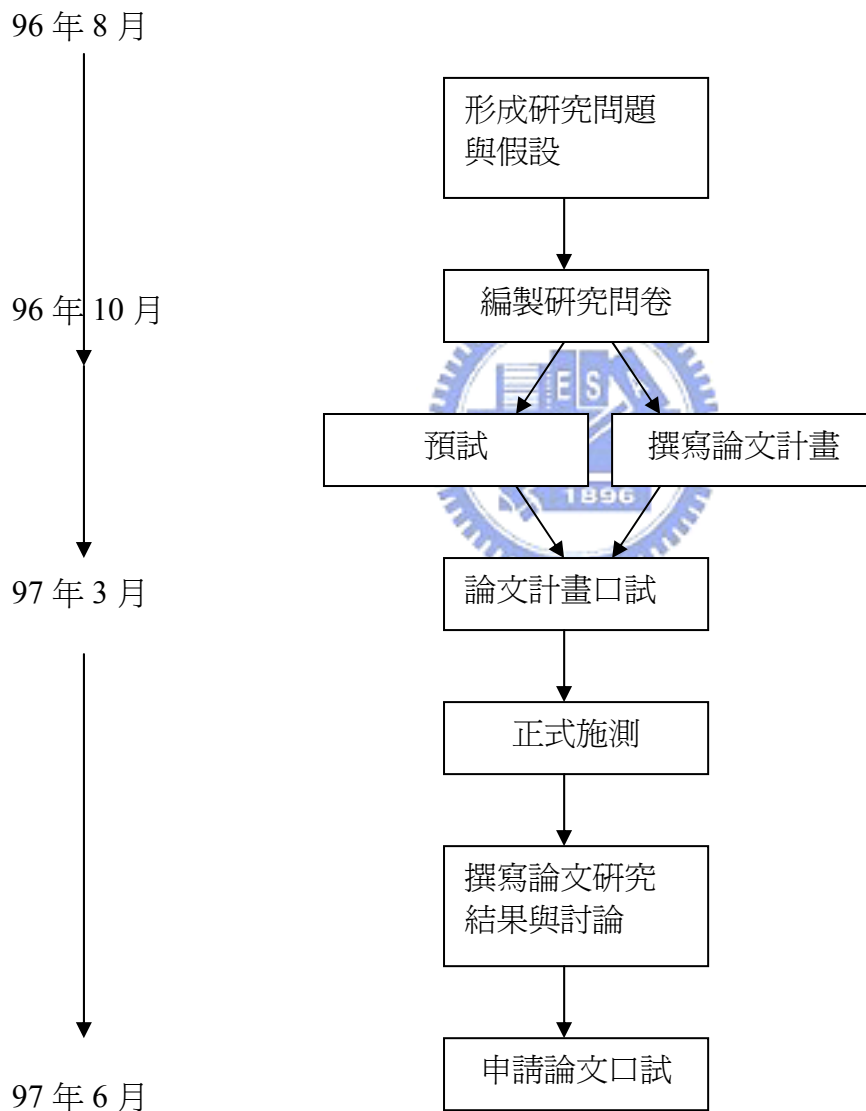 96 年 8 月
形成研究問題
與假設
96 年 10 月
編製研究問卷
E S
預試
撰寫論文計畫
1896
97 年 3 月
論文計畫口試
正式施測
撰寫論文研究
結果與討論
申請論文口試
97 年 6 月